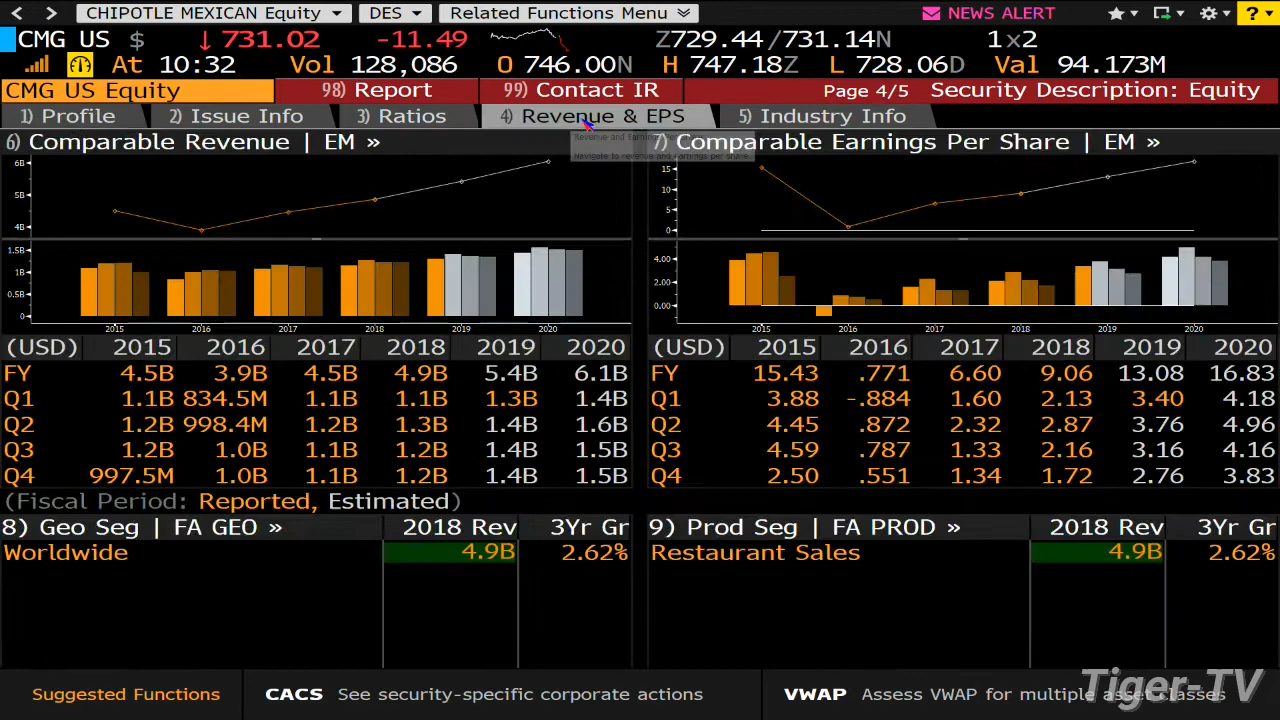 CHIPOTLE MEXICAN Equity DES Related Functions Menu NEWS ALERT ?
CMG US $ ↓ 731.02 -11.49 Z729.44 /731.14N 1x2
At 10:32 Vol 128,086 O 746.00N H 747.18Z L 728.06D Val 94.173M
CMG US Equity 98) Report 99) Contact IR Page 4/5 Security Description: Equity
1) Profile 2) Issue Info 3) Ratios 4) Revenue & EPS 5) Industry Info
6) Comparable Revenue | EM » 7) Comparable Earnings Per Share | EM »
Navigate to revenue and earnings per share.
6B 15
5B 10
4B 5
0
1.5B 4.00
1B 2.00
0.5B 0.00
0
2015 2016 2017 2018 2019 2020 2015 2016 2017 2018 2019 2020
(USD) 2015 2016 2017 2018 2019 2020 (USD) 2015 2016 2017 2018 2019 2020
FY 4.5B 3.9B 4.5B 4.9B 5.4B 6.1B FY 15.43 .771 6.60 9.06 13.08 16.83
Q1 1.1B 834.5M 1.1B 1.1B 1.3B 1.4B Q1 3.88 -.884 1.60 2.13 3.40 4.18
Q2 1.2B 998.4M 1.2B 1.3B 1.4B 1.6B Q2 4.45 .872 2.32 2.87 3.76 4.96
Q3 1.2B 1.0B 1.1B 1.2B 1.4B 1.5B Q3 4.59 .787 1.33 2.16 3.16 4.16
Q4 997.5M 1.0B 1.1B 1.2B 1.4B 1.5B Q4 2.50 .551 1.34 1.72 2.76 3.83
(Fiscal Period: Reported, Estimated)
8) Geo Seg | FA GEO » 2018 Rev 3Yr Gr 9) Prod Seg | FA PROD » 2018 Rev 3Yr Gr
Worldwide 4.9B 2.62% Restaurant Sales 4.9B 2.62%
Suggested Functions CACS See security-specific corporate actions VWAP Assess VWAP for multiple asset classes
Tiger-TV